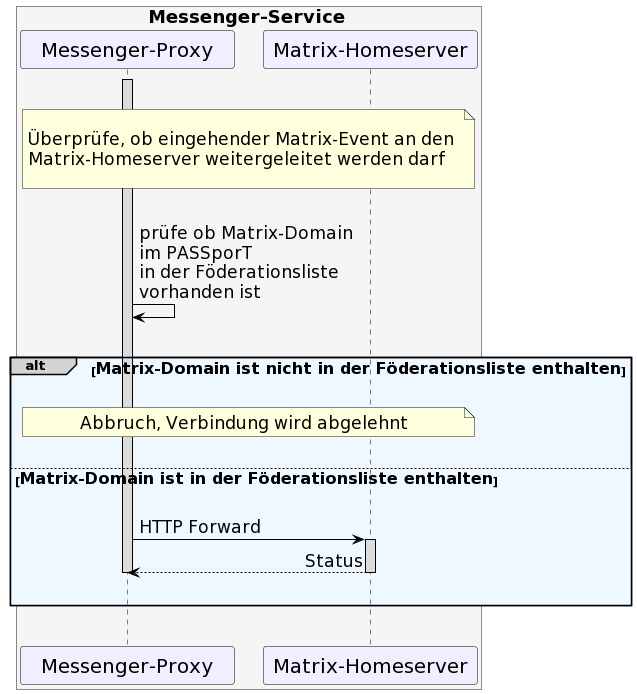 Messenger-Service
Messenger-Proxy
Matrix-Homeserver
Überprüfe, ob eingehender Matrix-Event an den
Matrix-Homeserver weitergeleitet werden darf
prüfe ob Matrix-Domain
im PASSporT
in der Föderationsliste
vorhanden ist
alt
[Matrix-Domain ist nicht in der Föderationsliste enthalten]
Abbruch, Verbindung wird abgelehnt
[Matrix-Domain ist in der Föderationsliste enthalten]
HTTP Forward
Status
Messenger-Proxy
Matrix-Homeserver